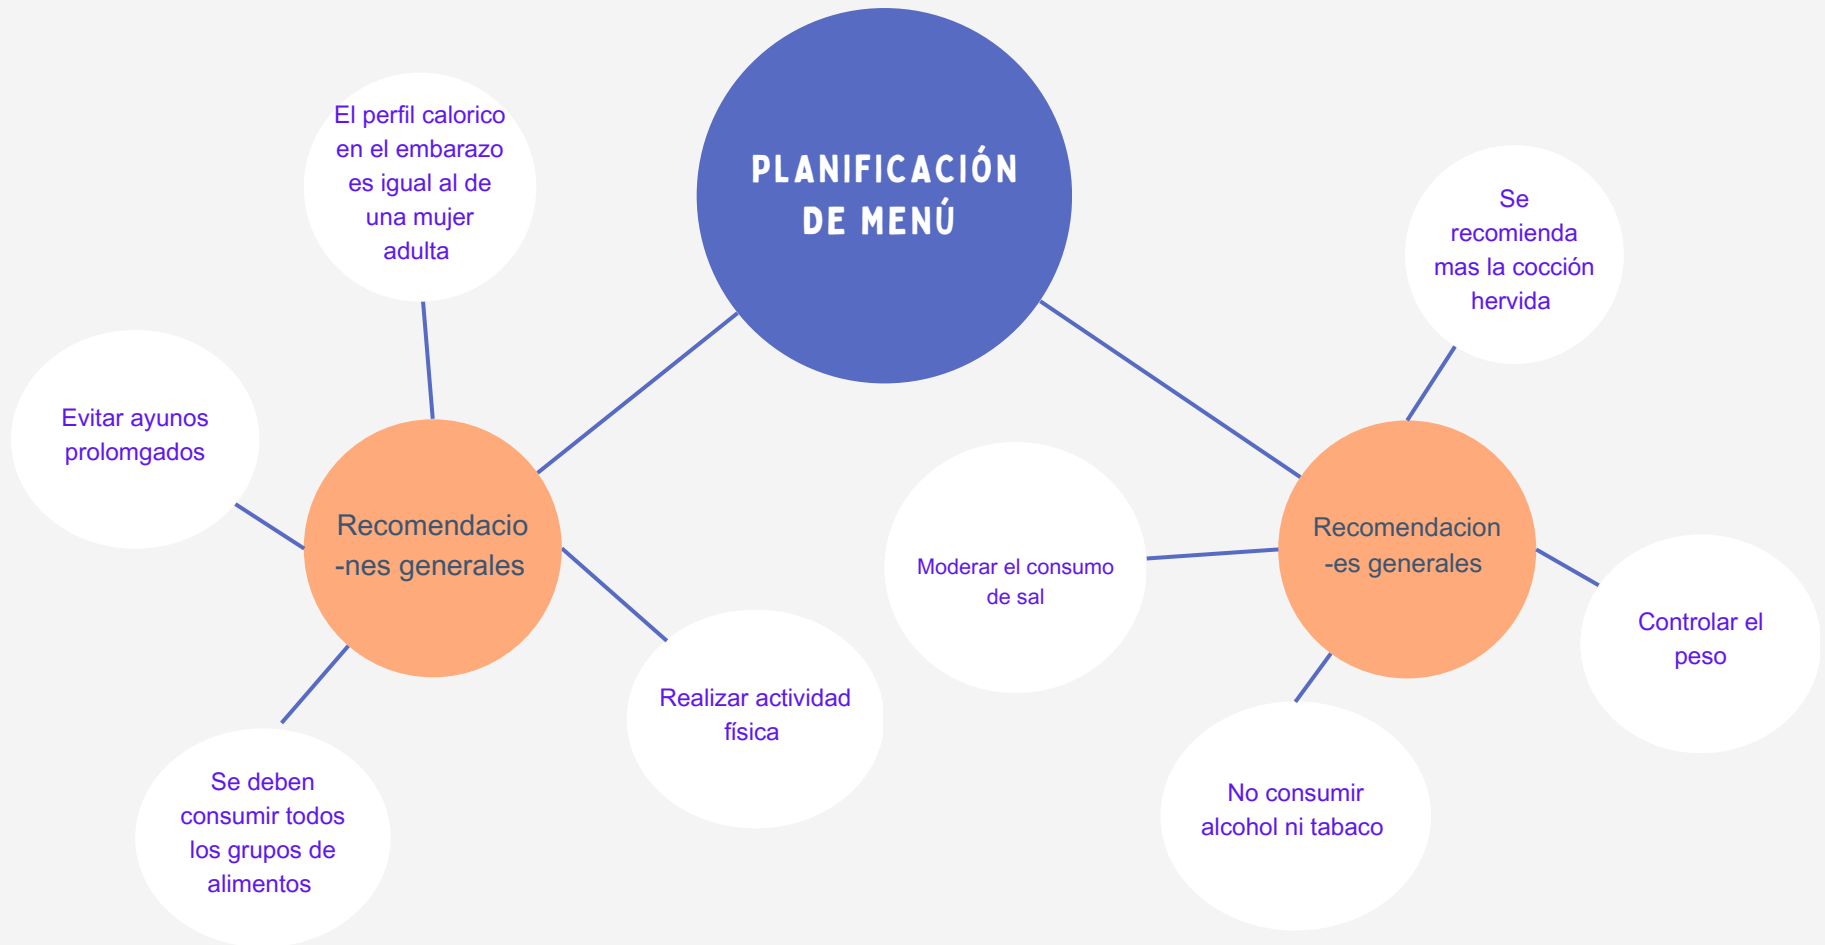 PLANIFICACIÓN
DE MENÚ
El perfil calorico
en el embarazo
es igual al de
una mujer
adulta
Evitar ayunos
prolomgados
Recomendacio
-nes generales
Se deben
consumir todos
los grupos de
alimentos
Realizar actividad
física
Se
recomienda
mas la cocción
hervida
Moderar el consumo
de sal
Recomendacion
-es generales
Controlar el
peso
No consumir
alcohol ni tabaco